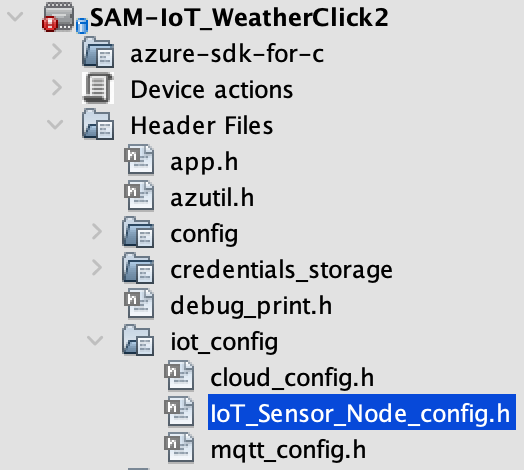 SAM-IoT_WeatherClick2
azure-sdk-for-c
Device actions
Header Files
app.h
azutil.h
config
credentials_storage
debug_print.h
iot_config
cloud_config.h
IoT_Sensor_Node_config.h
mqtt_config.h